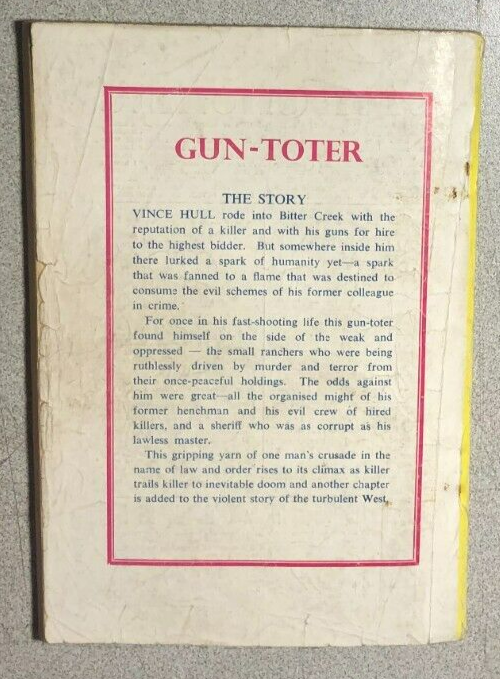 GUN-TOTER
THE STORY
VINCE HULL rode into Bitter Creek with the
reputation of a killer and with his guns for hire
to the highest bidder. But somewhere inside him
there lurked a spark of humanity yet—a spark
that was fanned to a flame that was destined to
consume the evil schemes of his former colleague
in crime.
For once in his fast-shooting life this gun-toter
found himself on the side of the weak and
oppressed — the small ranchers who were being
ruthlessly driven by murder and terror from
their once-peaceful holdings. The odds against
him were great—all the organised might of his
former henchman and his evil crew of hired
killers, and a sheriff who was as corrupt as his
lawless master.
This gripping yarn of one man's crusade in the
name of law and order rises to its climax as killer
trails killer to inevitable doom and another chapter
is added to the violent story of the turbulent West.